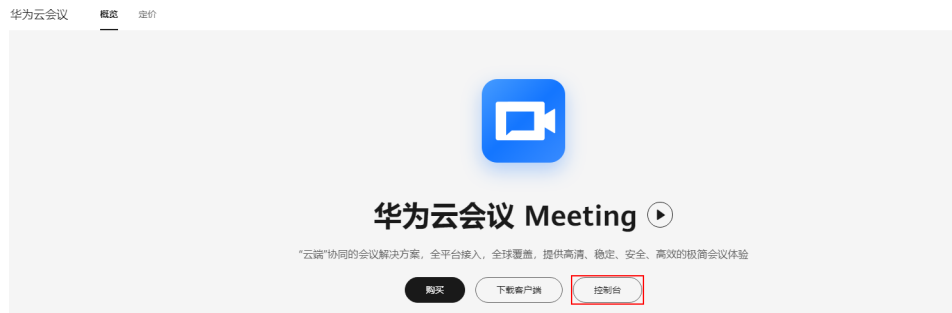 华为云会议 概览 定价
华为云会议 Meeting
“云端”协同的会议解决方案，全平台接入，全球覆盖，提供高清、稳定、安全、高效的极简会议体验
购买 下载客户端 控制台